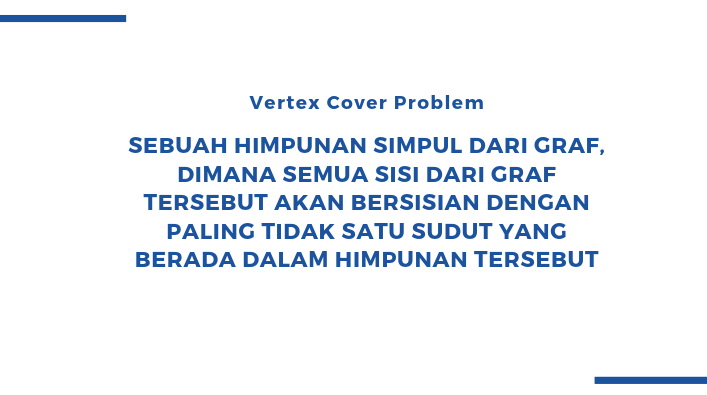 Vertex Cover Problem
SEBUAH HIMPUNAN SIMPUL DARI GRAF,
DIMANA SEMUA SISI DARI GRAF
TERSEBUT AKAN BERSISIAN DENGAN
PALING TIDAK SATU SUDUT YANG
BERADA DALAM HIMPUNAN TERSEBUT